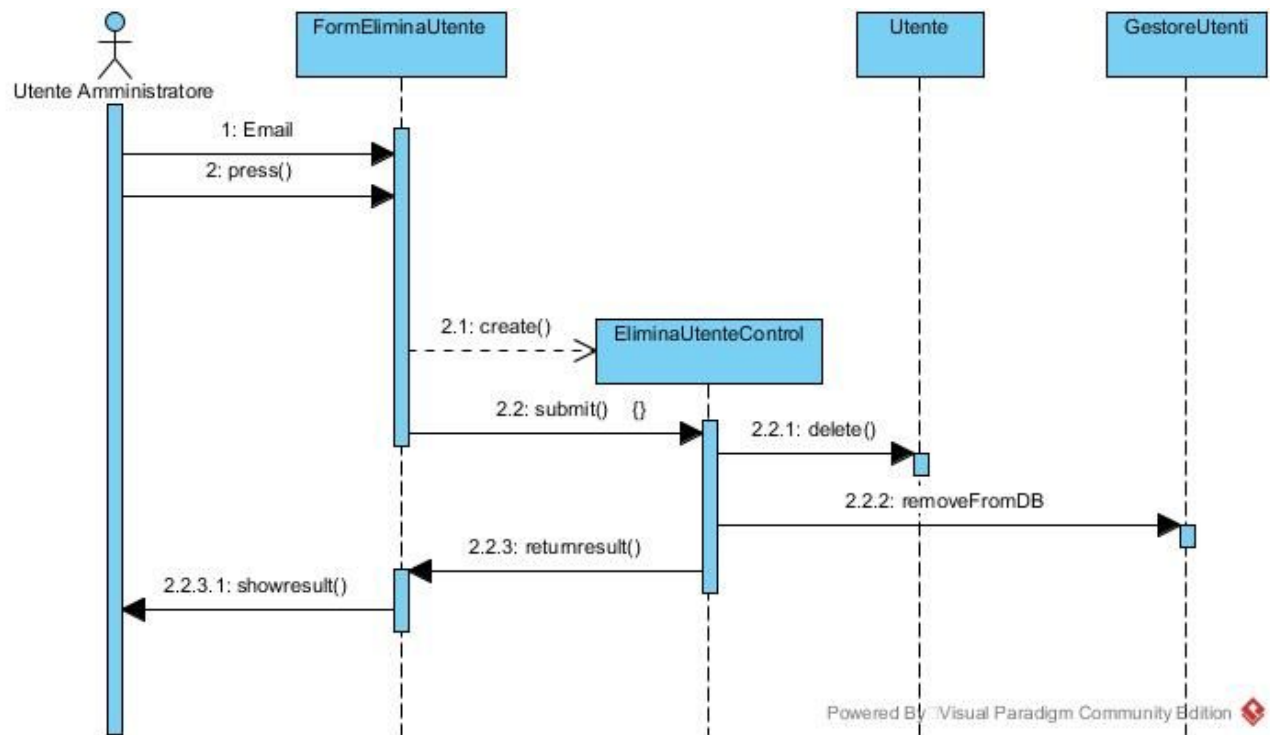 FormEliminaUtente
Utente
GestoreUtenti
Utente Amministratore
1: Email
2: press()
2.1: create()
EliminaUtenteControl
2.2: submit() {}
2.2.1: delete()
2.2.2: removeFromDB
2.2.3: returnresult()
2.2.3.1: showresult()
Powered By Visual Paradigm Community Edition